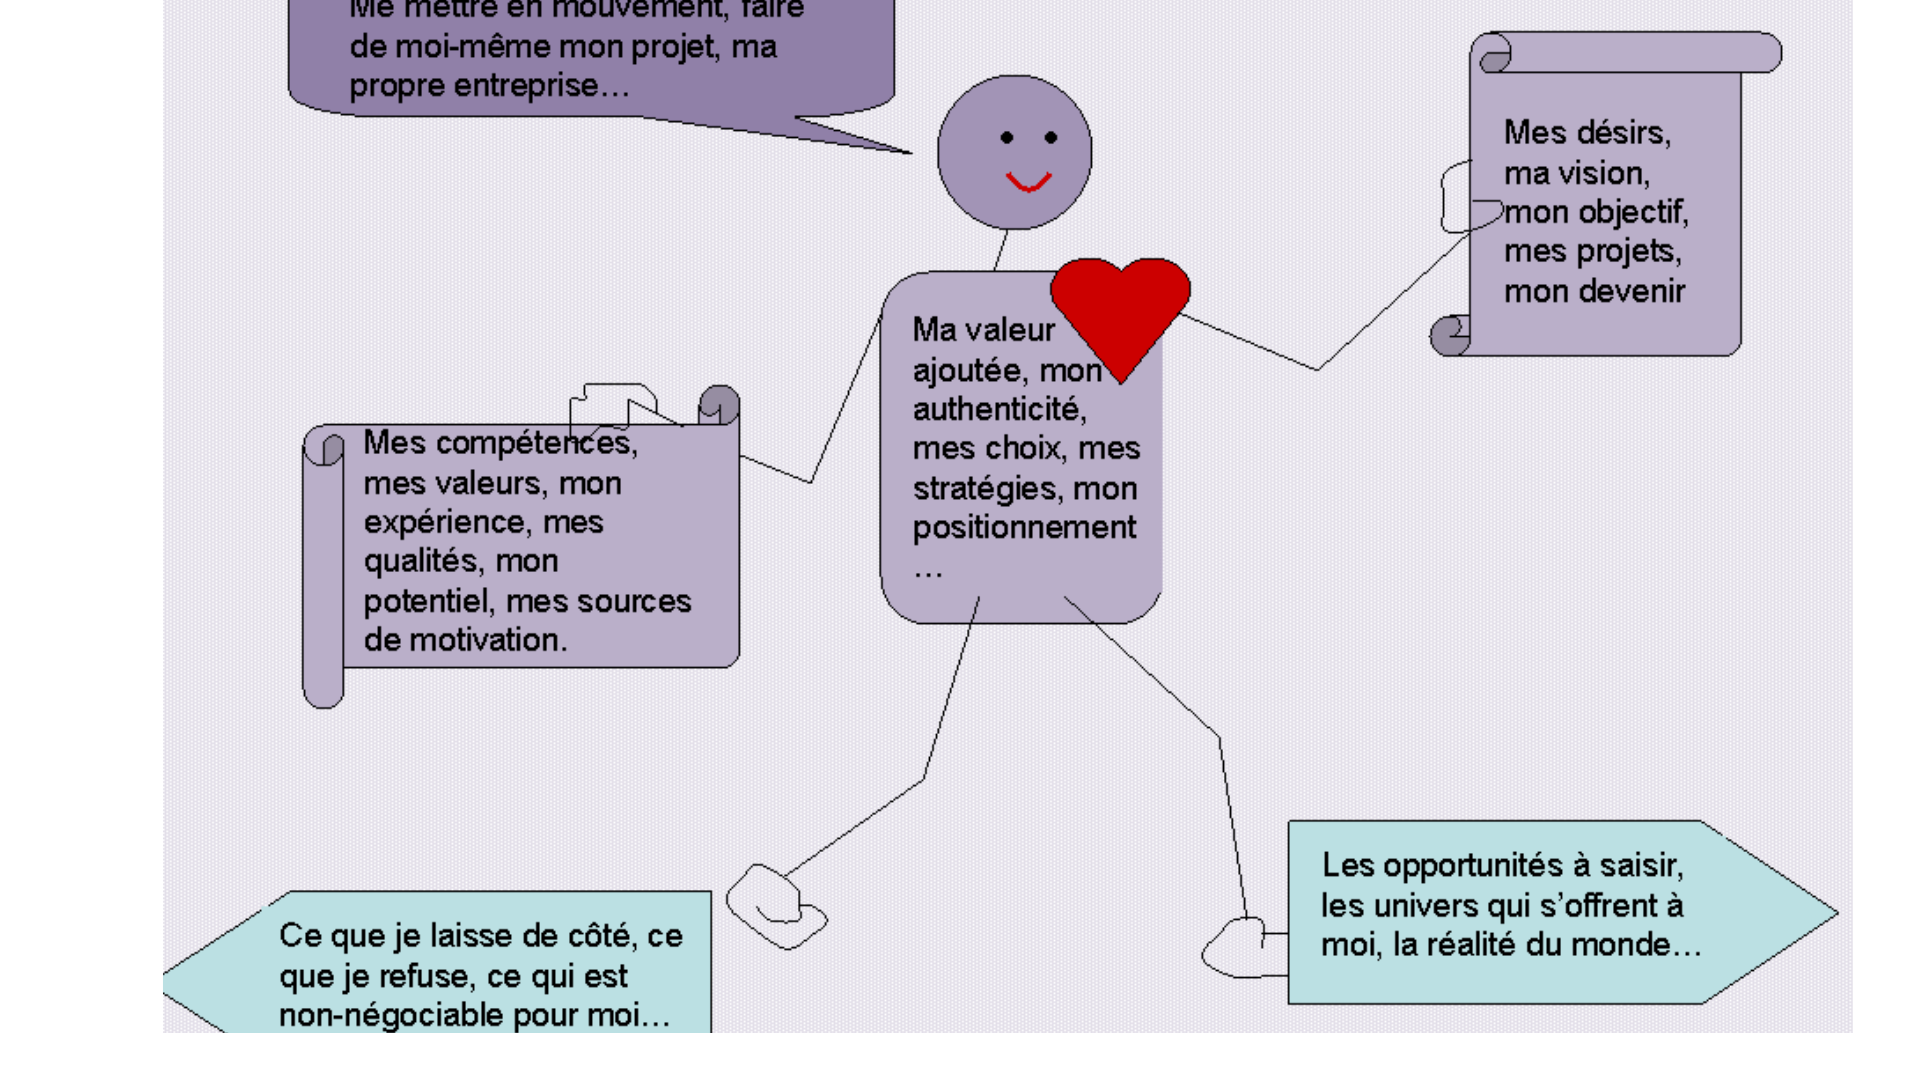 Me mettre en mouvement, faire
de moi-même mon projet, ma
propre entreprise…
Mes désirs,
ma vision,
mon objectif,
mes projets,
mon devenir
Ma valeur
ajoutée, mon
authenticité,
mes choix, mes
stratégies, mon
positionnement
…
Mes compétences,
mes valeurs, mon
expérience, mes
qualités, mon
potentiel, mes sources
de motivation.
Les opportunités à saisir,
les univers qui s’offrent à
moi, la réalité du monde…
Ce que je laisse de côté, ce
que je refuse, ce qui est
non-négociable pour moi…